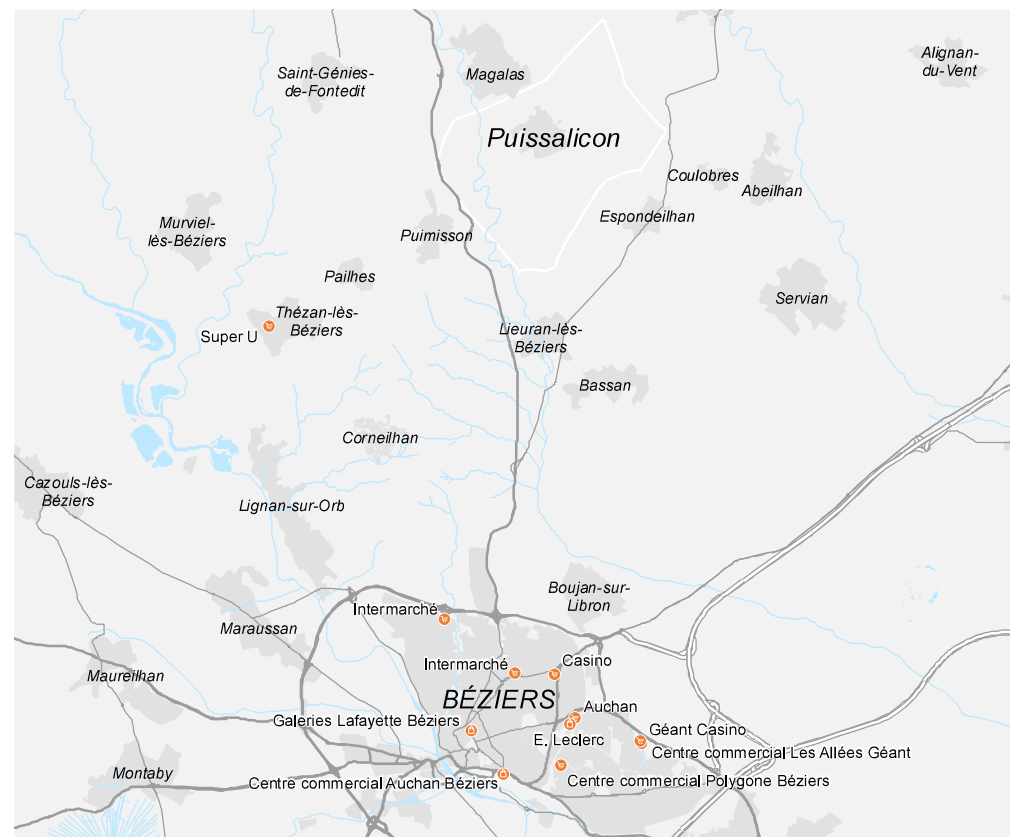 Alignan-
du-Vent
Saint-Génies-
de-Fontedit
Magalas
Puissalicon
Coulobres
Abeilhan
Espondeilhan
Murviel-
lès-Béziers
Puimisson
Pailhes
Servian
Thézan-lès-
Béziers
Super U
Lieuran-lès-
Béziers
Bassan
Corneilhan
Cazouls-lès-
Béziers
Lignan-sur-Orb
Boujan-sur-
Libron
Intermarché
Maraussan
Intermarché
Casino
Maureilhan
BÉZIERS
Auchan
Galeries Lafayette Béziers
E. Leclerc
Géant Casino
Centre commercial Les Allées Géant
Montaby
Centre commercial Auchan Béziers
Centre commercial Polygone Béziers